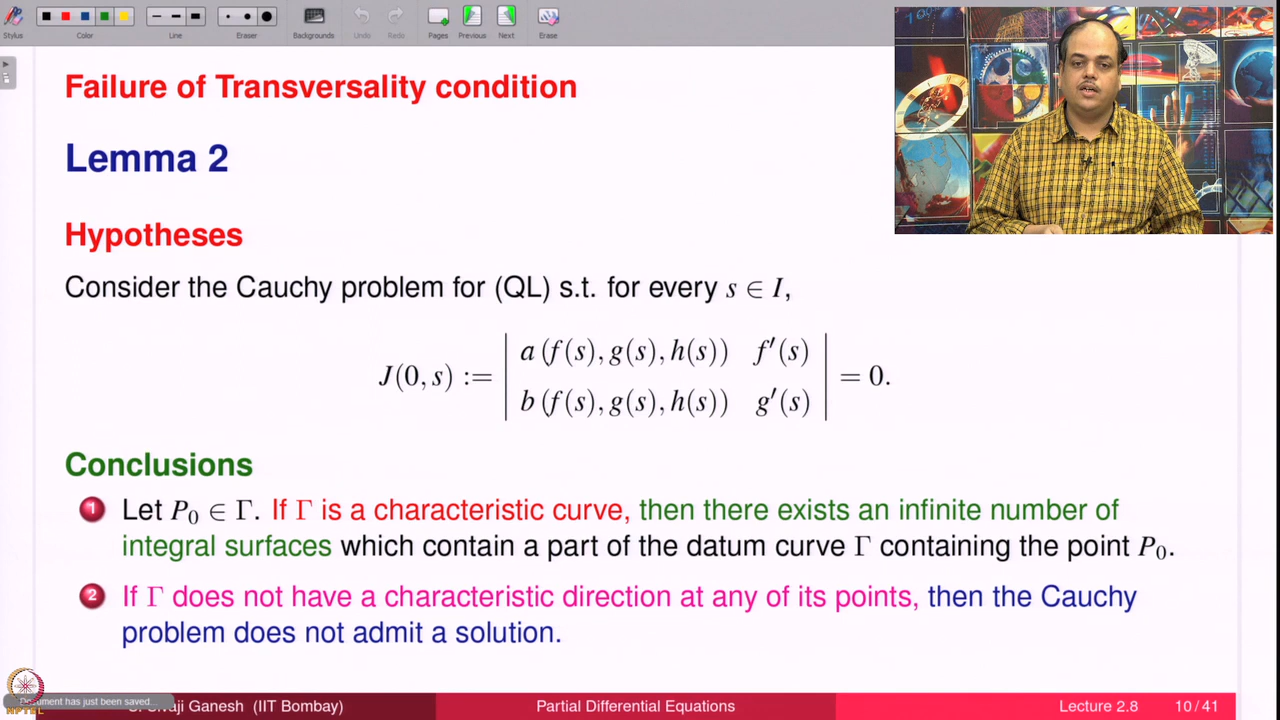 Stylus
Color
Line
Eraser
Backgrounds
Undo
Redo
Pages
Previous
Next
Erase
Failure of Transversality condition
Lemma 2
Hypotheses
Consider the Cauchy problem for (QL) s.t. for every s ∈ I,
J(0, s) := | a (f(s), g(s), h(s)) f′(s) |
| b (f(s), g(s), h(s)) g′(s) | = 0.
Conclusions
1 Let P₀ ∈ Γ. If Γ is a characteristic curve, then there exists an infinite number of
integral surfaces which contain a part of the datum curve Γ containing the point P₀.
2 If Γ does not have a characteristic direction at any of its points, then the Cauchy
problem does not admit a solution.
Document has just been saved...
Ganesh (IIT Bombay)
Partial Differential Equations
Lecture 2.8
10 / 41
NPTEL